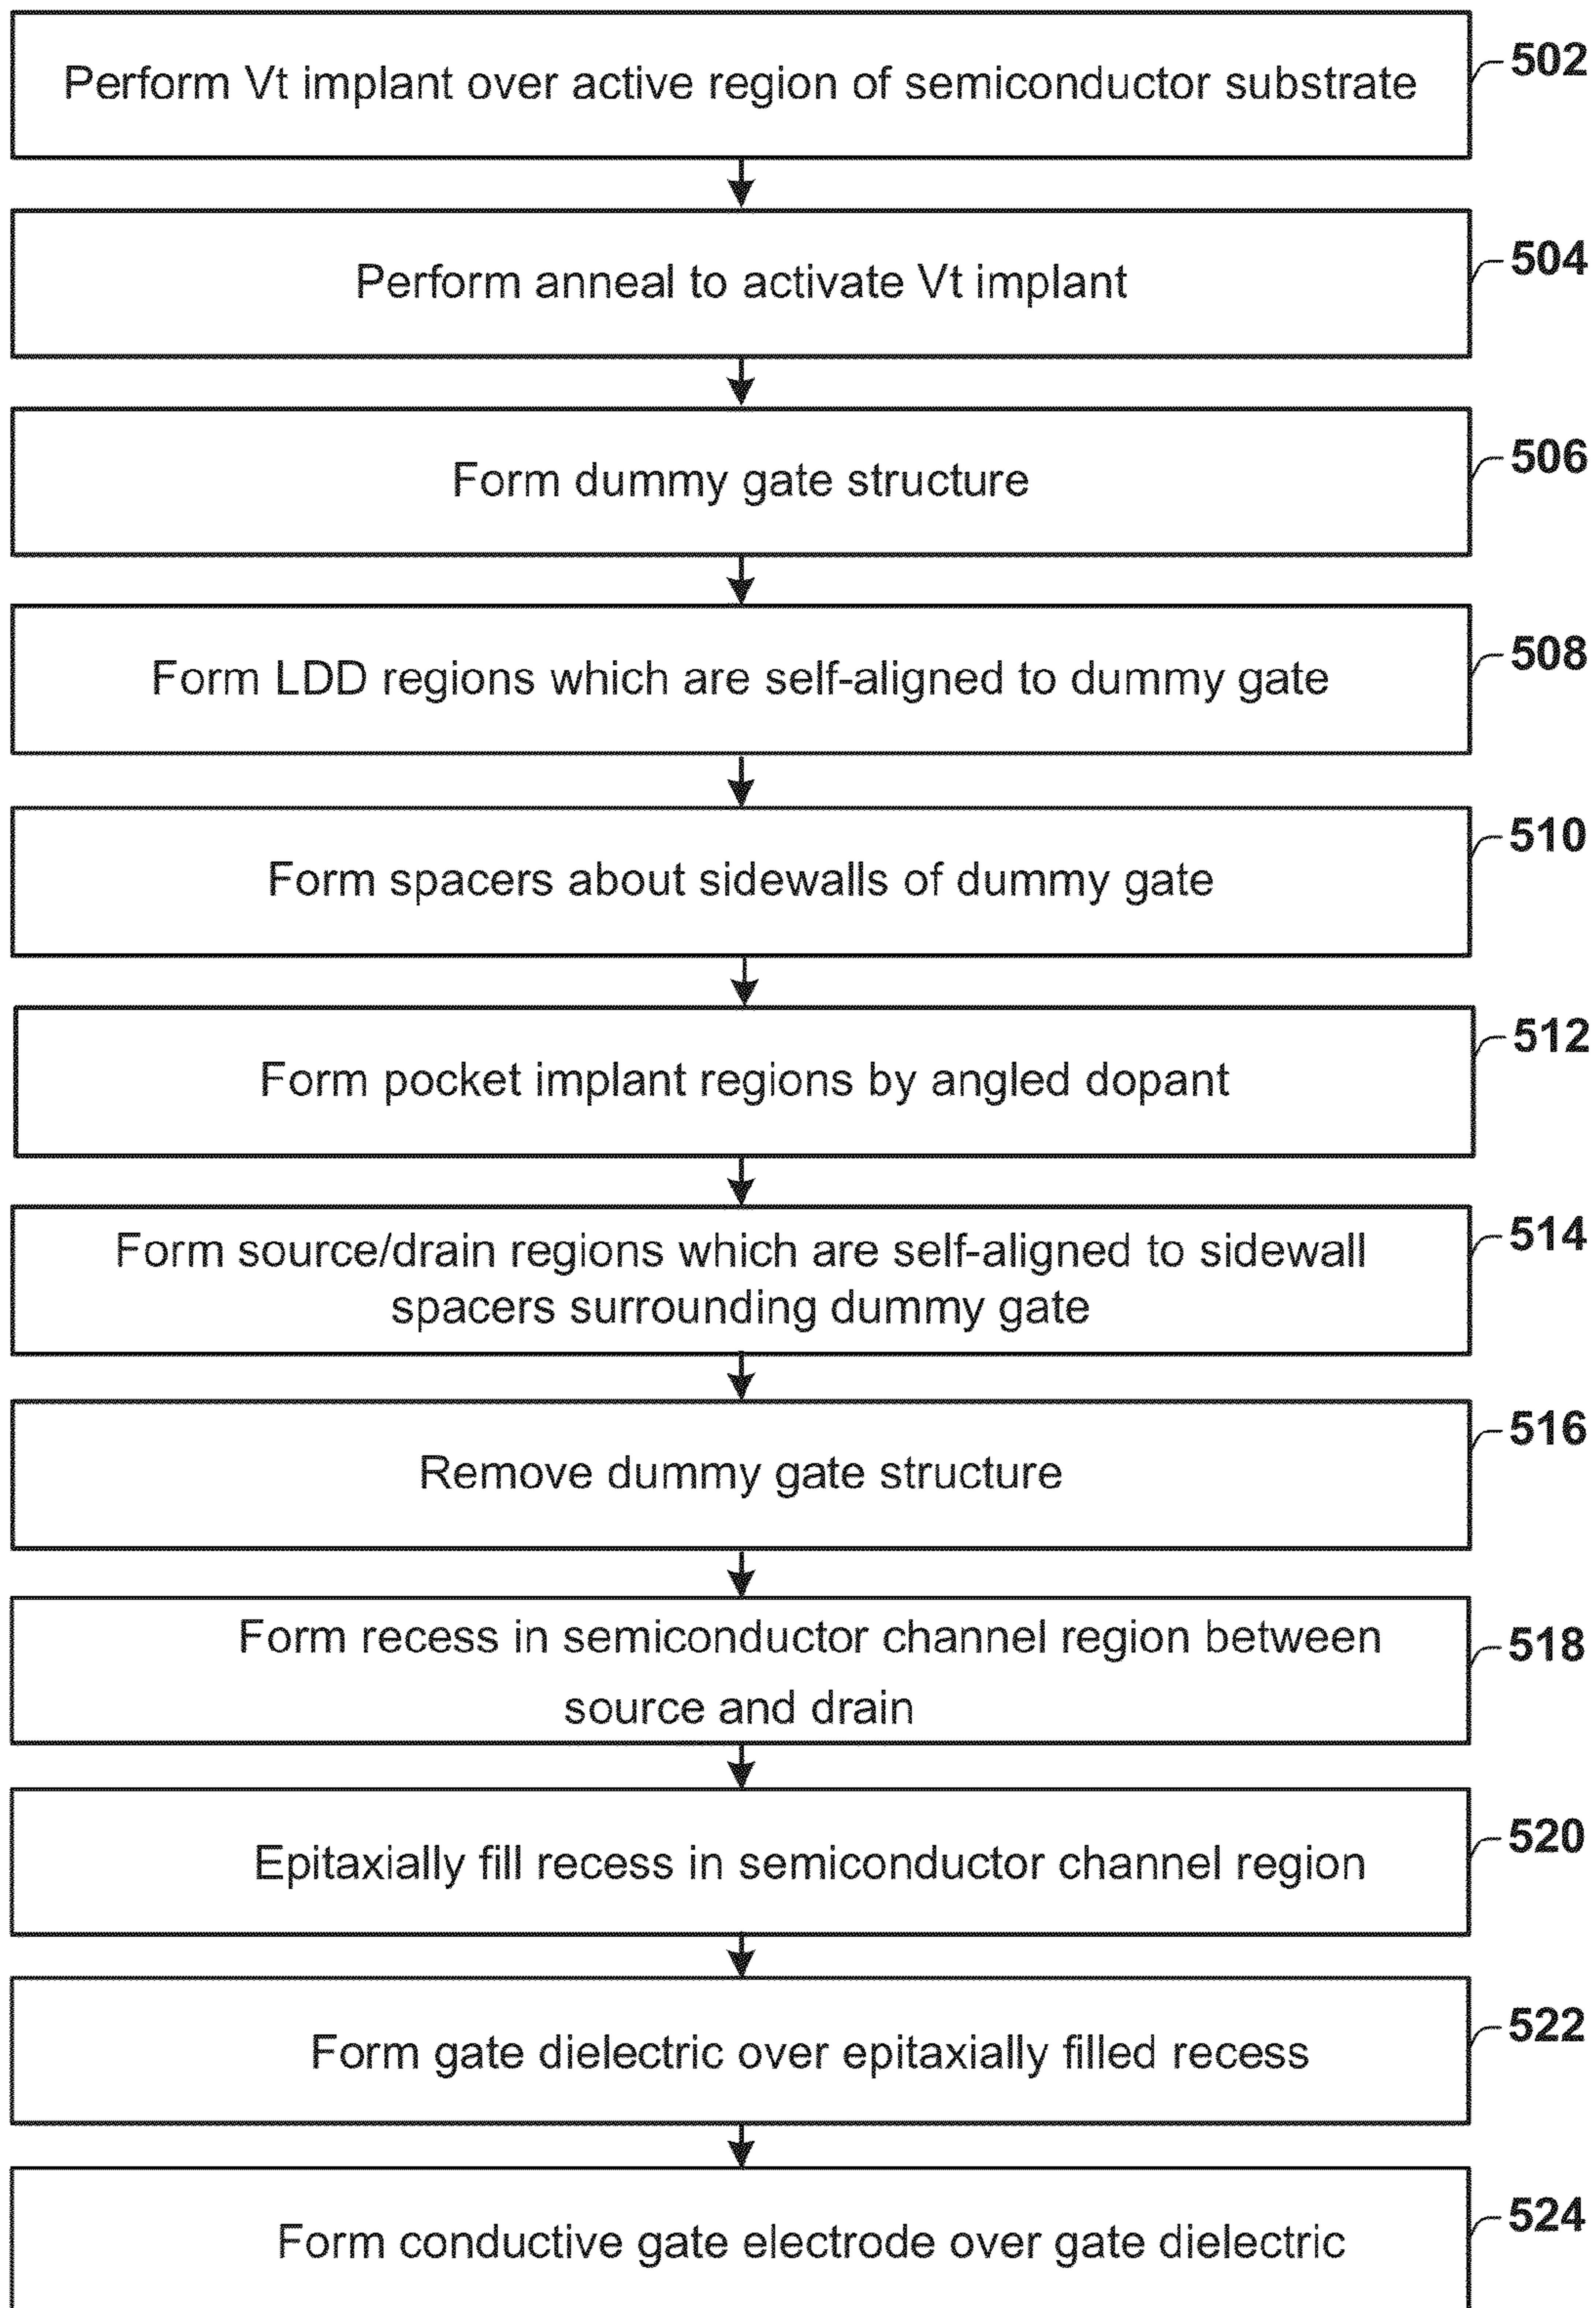 Perform Vt implant over active region of semiconductor substrate
502
Perform anneal to activate Vt implant
504
Form dummy gate structure
506
Form LDD regions which are self-aligned to dummy gate
508
Form spacers about sidewalls of dummy gate
510
Form pocket implant regions by angled dopant
512
Form source/drain regions which are self-aligned to sidewall
spacers surrounding dummy gate
514
Remove dummy gate structure
516
Form recess in semiconductor channel region between
source and drain
518
Epitaxially fill recess in semiconductor channel region
520
Form gate dielectric over epitaxially filled recess
522
Form conductive gate electrode over gate dielectric
524